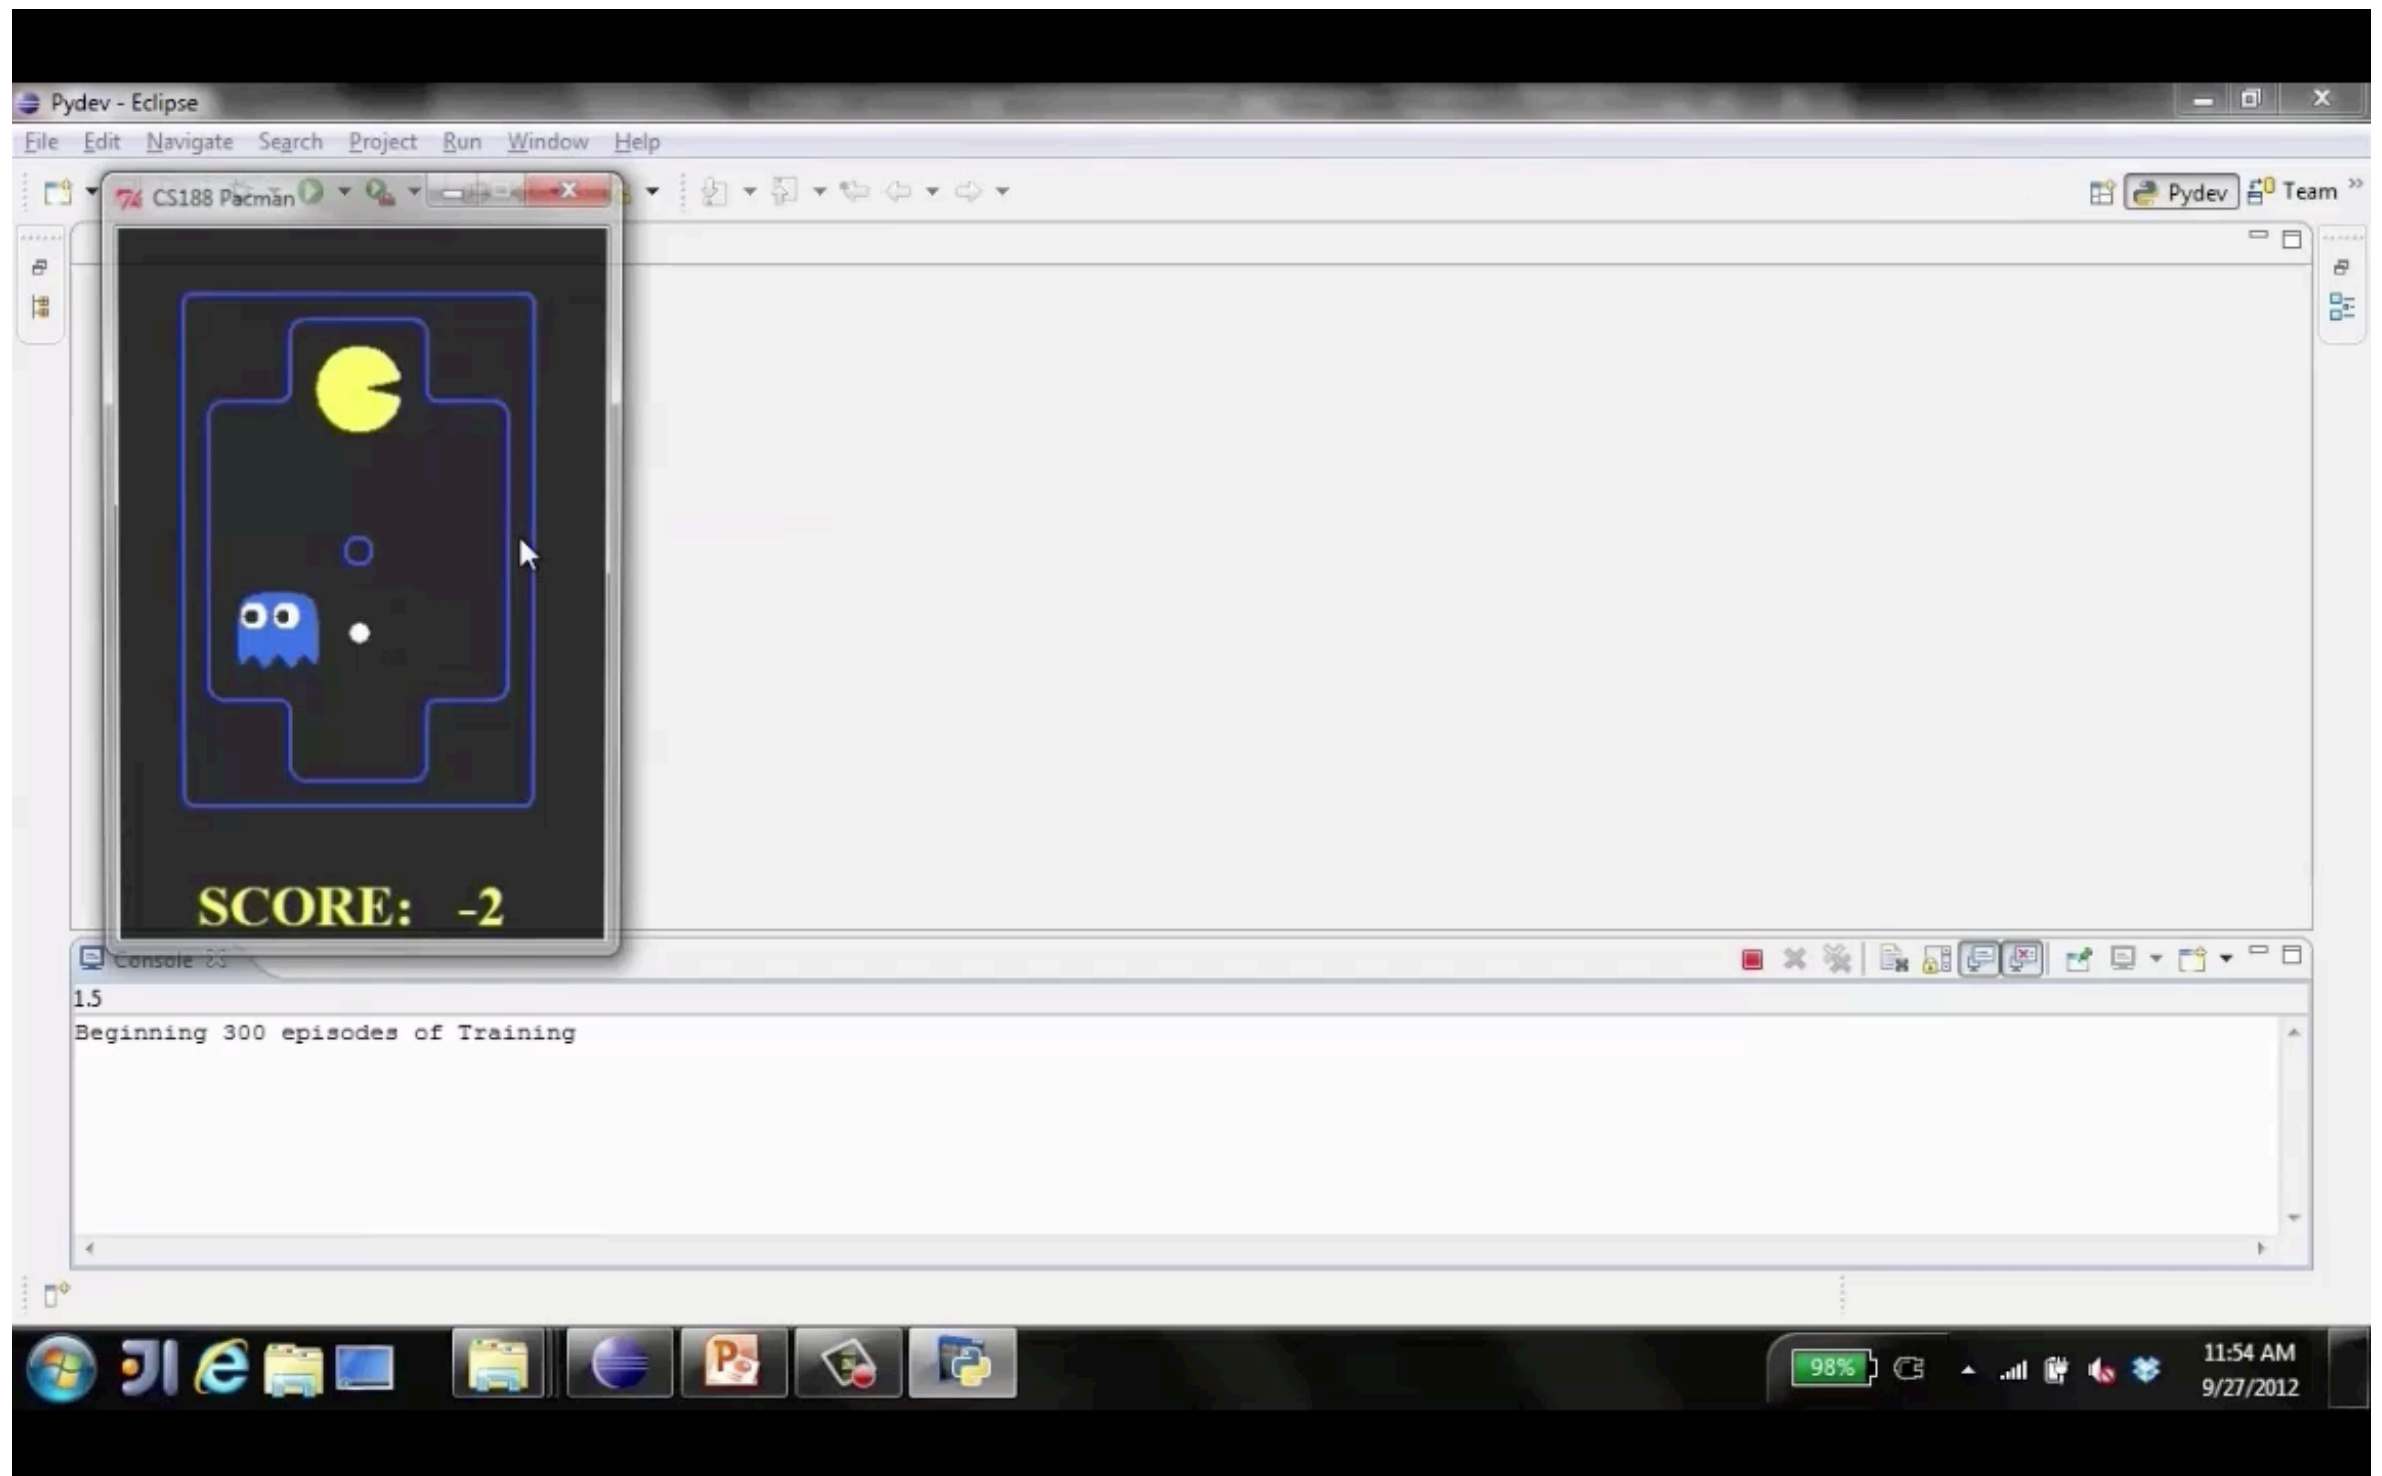 Pydev - Eclipse
File Edit Navigate Search Project Run Window Help
CS188 Pacman
Pydev Team
SCORE: -2
Console
1.5
Beginning 300 episodes of Training
98%
11:54 AM
9/27/2012